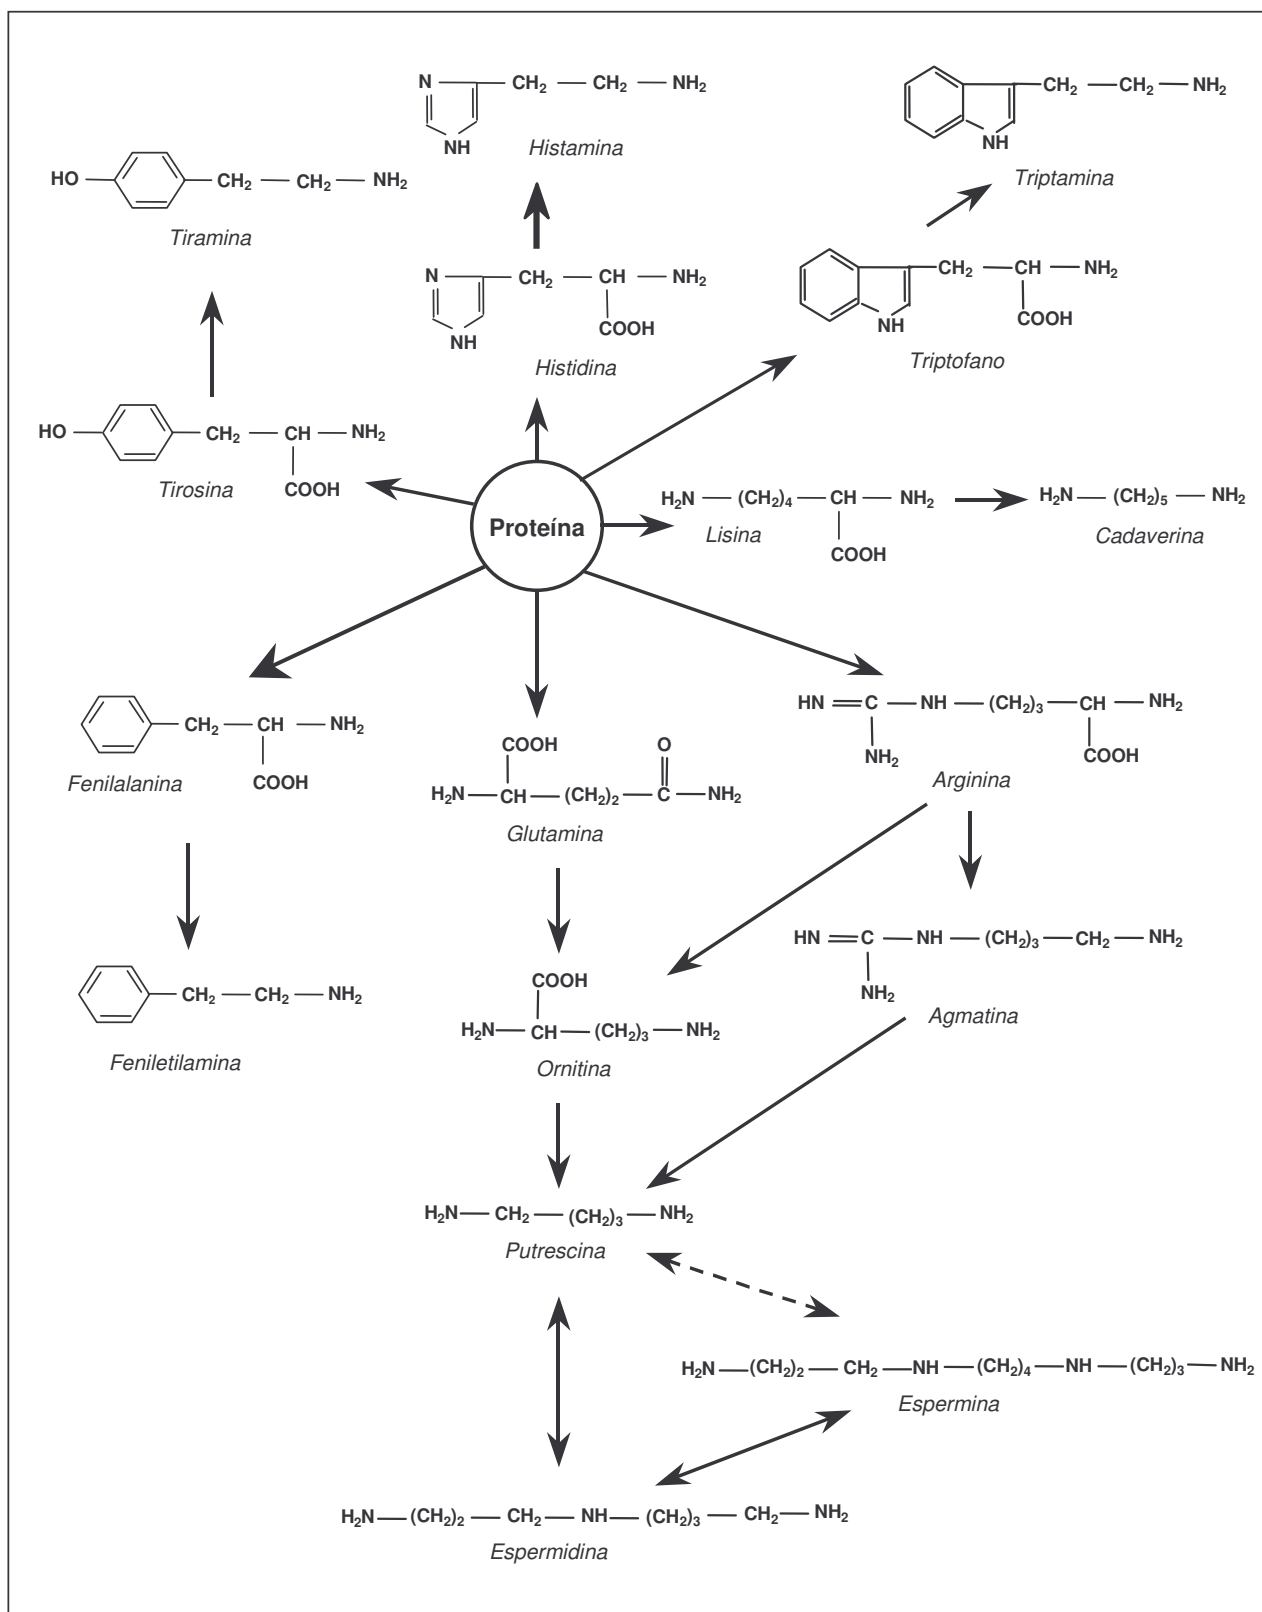 N
CH₂ — CH₂ — NH₂
NH
Histamina
CH₂ — CH₂ — NH₂
NH
Triptamina
HO
CH₂ — CH₂ — NH₂
Tiramina
N
CH₂ — CH — NH₂
COOH
NH
Histidina
CH₂ — CH — NH₂
COOH
NH
Triptofano
HO
CH₂ — CH — NH₂
COOH
Tirosina
Proteína
H₂N — (CH₂)₄ — CH — NH₂
COOH
Lisina
H₂N — (CH₂)₅ — NH₂
Cadaverina
CH₂ — CH — NH₂
COOH
Fenilalanina
COOH
O
H₂N — CH — (CH₂)₂ — C — NH₂
Glutamina
HN = C — NH — (CH₂)₃ — CH — NH₂
NH₂
COOH
Arginina
CH₂ — CH₂ — NH₂
Feniletilamina
COOH
H₂N — CH — (CH₂)₃ — NH₂
Ornitina
HN = C — NH — (CH₂)₃ — CH₂ — NH₂
NH₂
Agmatina
H₂N — CH₂ — (CH₂)₃ — NH₂
Putrescina
H₂N — (CH₂)₂ — CH₂ — NH — (CH₂)₄ — NH — (CH₂)₃ — NH₂
Espermina
H₂N — (CH₂)₂ — CH₂ — NH — (CH₂)₃ — CH₂ — NH₂
Espermidina